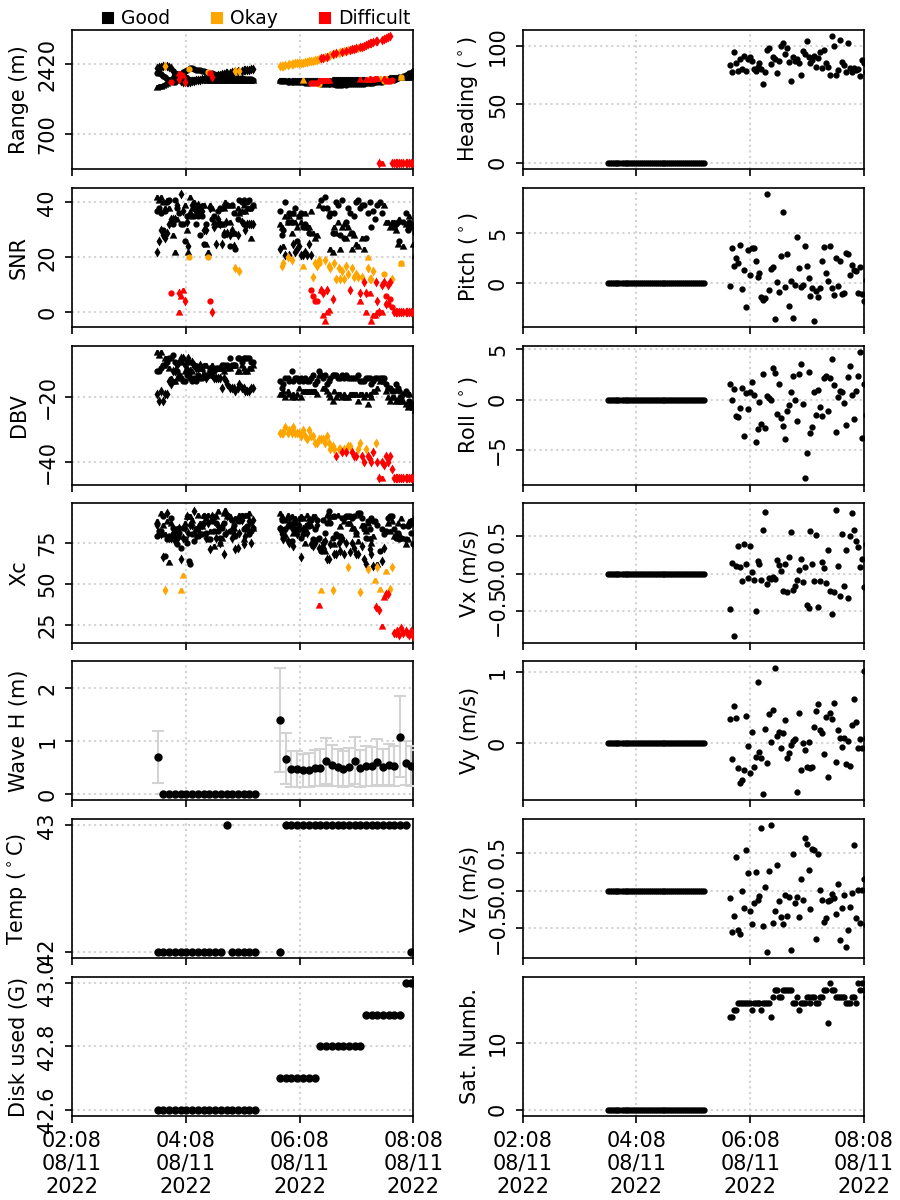 Good Okay Difficult
Range (m)
2420
700
Heading (°)
100
50
0
SNR
40
20
0
Pitch (°)
5
0
DBV
−20
−40
Roll (°)
5
0
−5
Xc
75
50
25
Vx (m/s)
0.5
0.0
−0.5
Wave H (m)
2
1
0
Vy (m/s)
1
0
Temp (°C)
43
42
Vz (m/s)
0.5
0.0
−0.5
Disk used (G)
43.0
42.8
42.6
Sat. Numb.
10
0
02:08 04:08 06:08 08:08 02:08 04:08 06:08 08:08
08/11 08/11 08/11 08/11 08/11 08/11 08/11 08/11
2022 2022 2022 2022 2022 2022 2022 2022